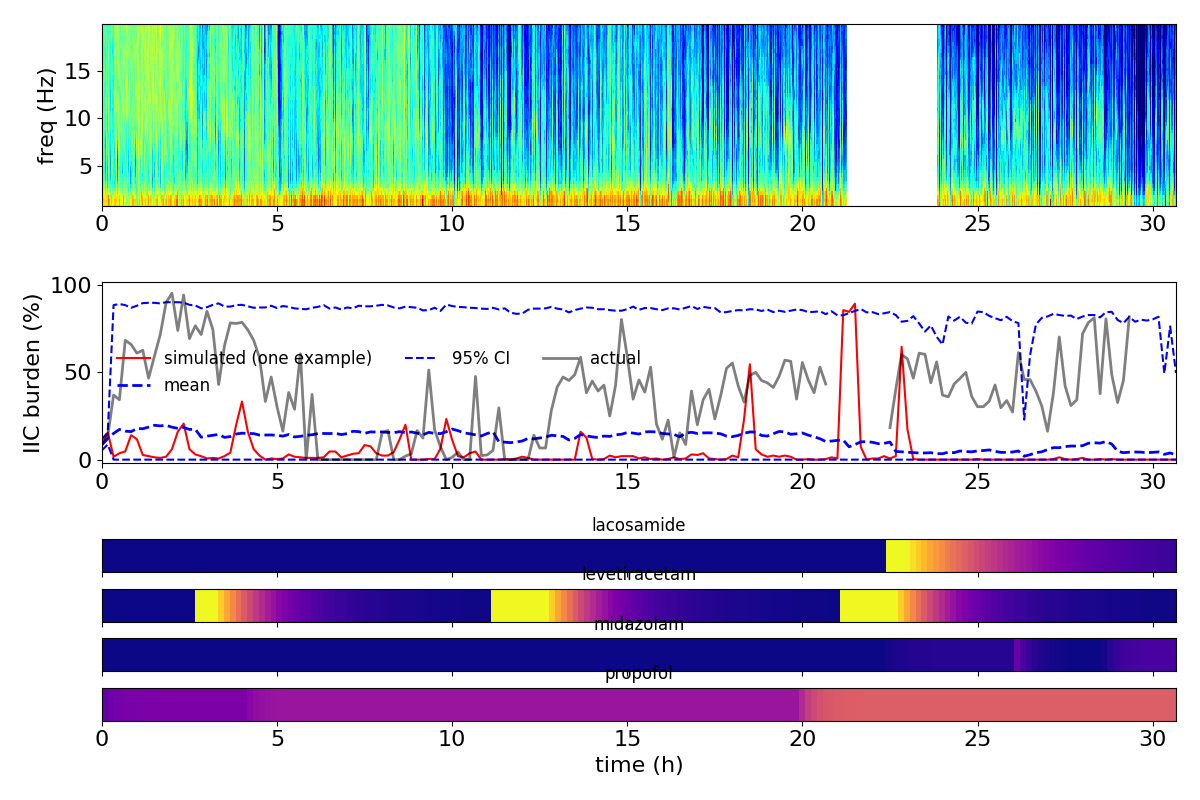 freq (Hz)
15
10
5
0 5 10 15 20 25 30
IIC burden (%)
100
50
0
simulated (one example) 95% CI actual
mean
0 5 10 15 20 25 30
lacosamide
levetiracetam
midazolam
propofol
0 5 10 15 20 25 30
time (h)